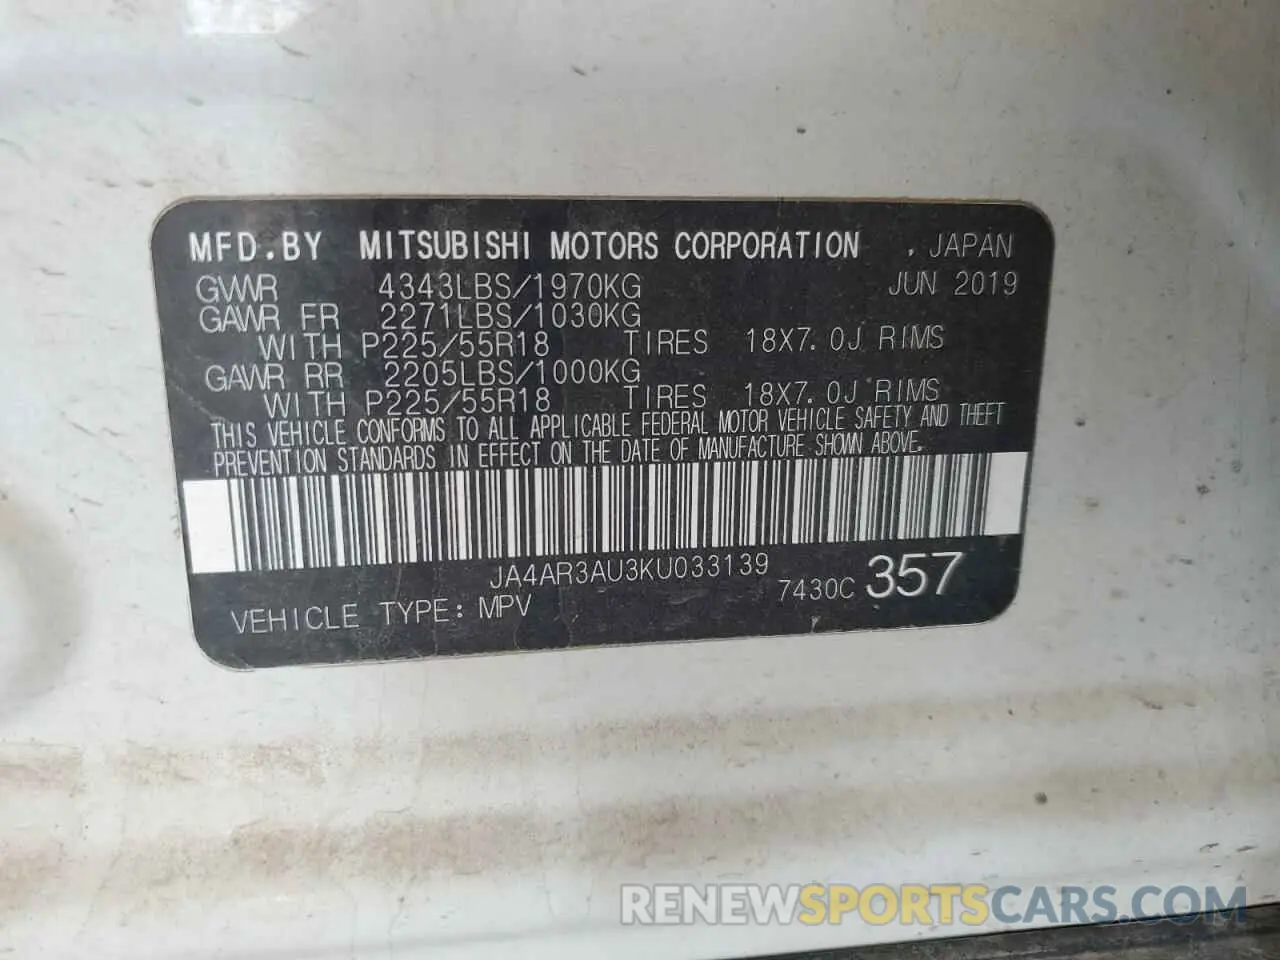 MFD.BY MITSUBISHI MOTORS CORPORATION , JAPAN
GVWR 4343LBS/1970KG JUN 2019
GAWR FR 2271LBS/1030KG
WITH P225/55R18 TIRES 18X7.0J RIMS
GAWR RR 2205LBS/1000KG
WITH P225/55R18 TIRES 18X7.0J RIMS
THIS VEHICLE CONFORMS TO ALL APPLICABLE FEDERAL MOTOR VEHICLE SAFETY AND THEFT
PREVENTION STANDARDS IN EFFECT ON THE DATE OF MANUFACTURE SHOWN ABOVE.
JA4AR3AU3KU033139
7430C 357
VEHICLE TYPE: MPV
RENEWSPORTSCARS.COM